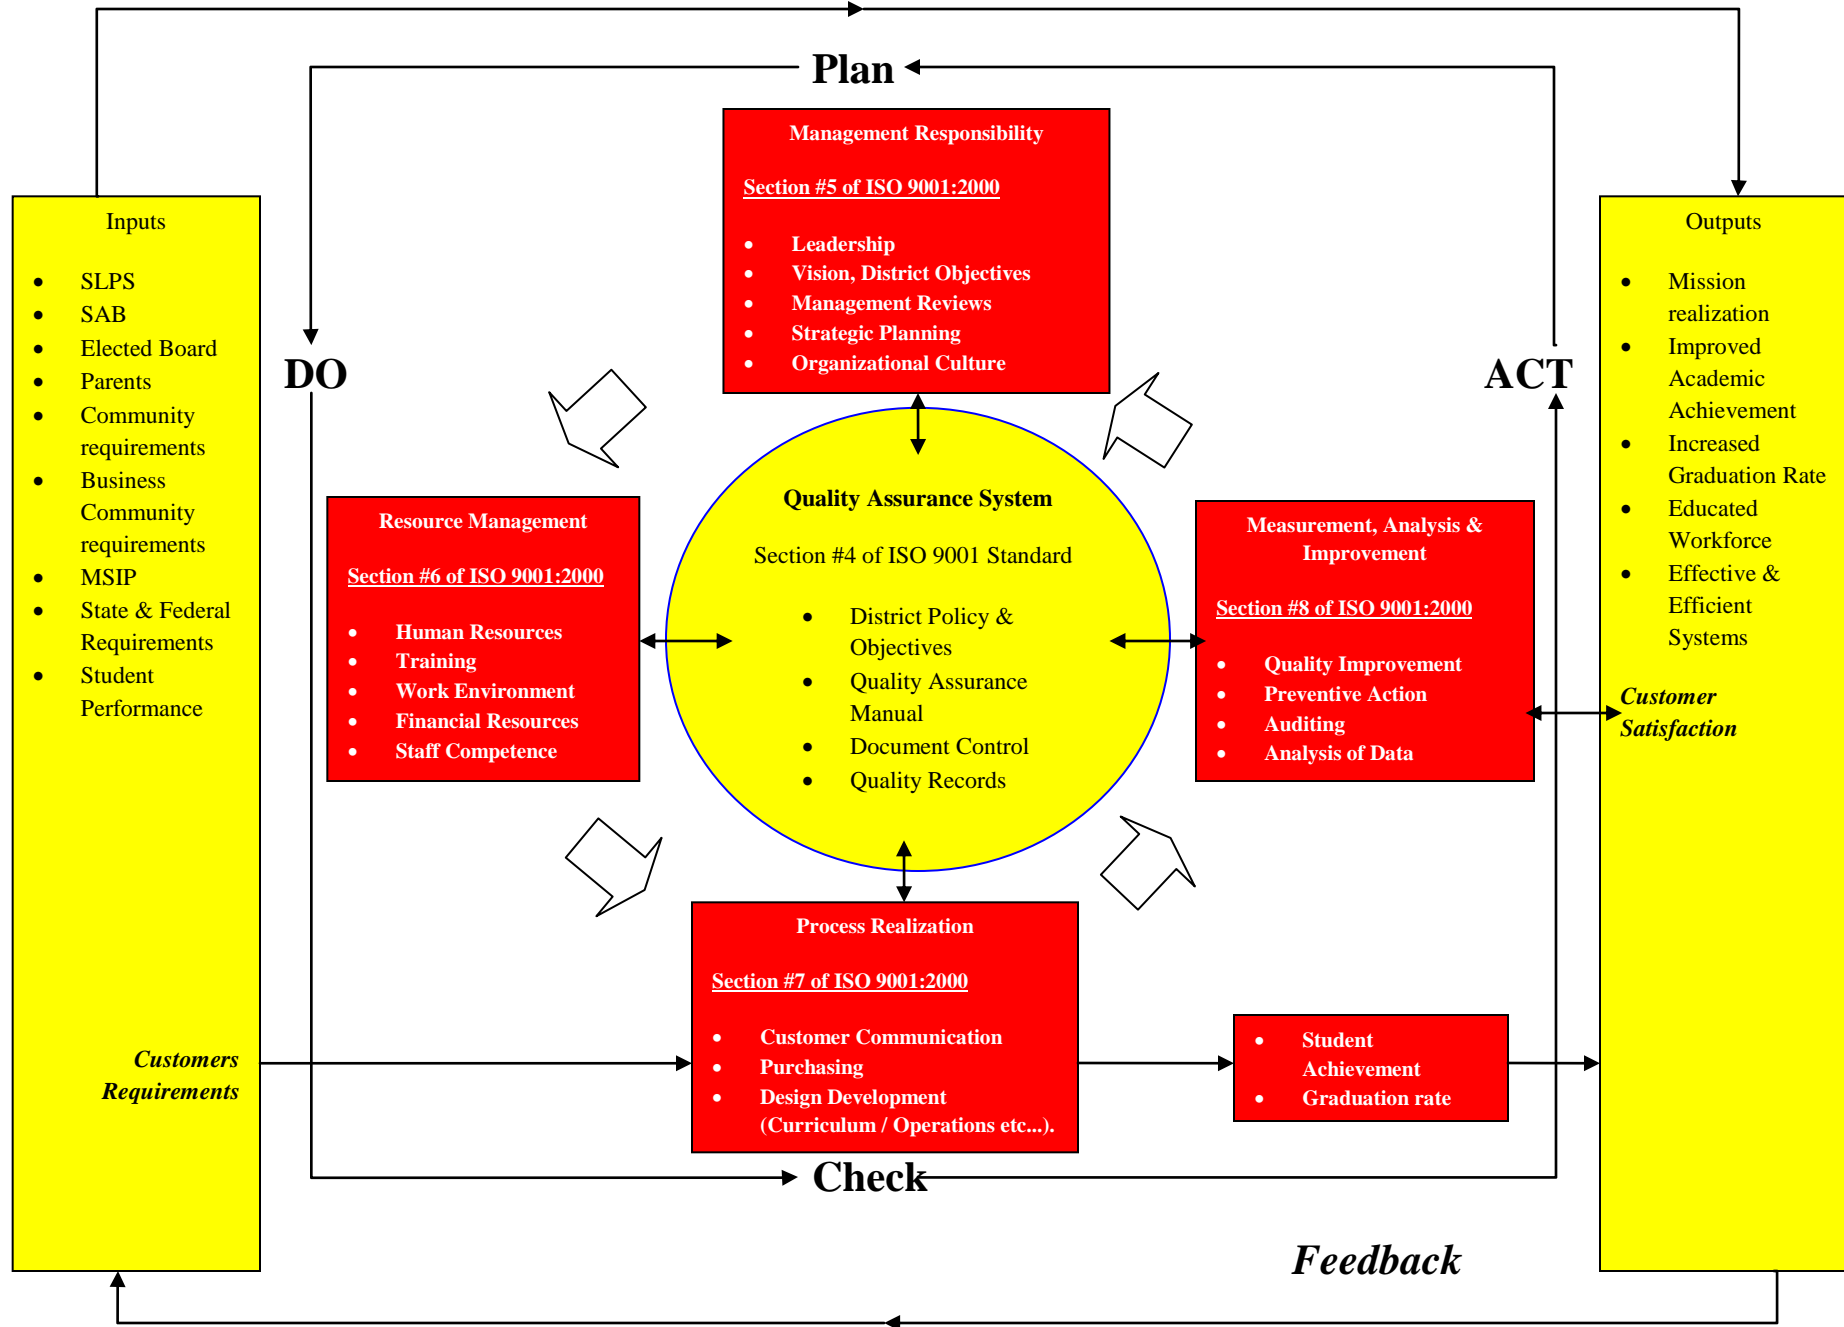 Plan
Management Responsibility
Section #5 of ISO 9001:2000
• Leadership
• Vision, District Objectives
• Management Reviews
• Strategic Planning
• Organizational Culture
Inputs
• SLPS
• SAB
• Elected Board
• Parents
• Community
requirements
• Business
Community
requirements
• MSIP
• State & Federal
Requirements
• Student
Performance
Customers
Requirements
DO
Resource Management
Section #6 of ISO 9001:2000
• Human Resources
• Training
• Work Environment
• Financial Resources
• Staff Competence
Quality Assurance System
Section #4 of ISO 9001 Standard
• District Policy &
Objectives
• Quality Assurance
Manual
• Document Control
• Quality Records
ACT
Measurement, Analysis &
Improvement
Section #8 of ISO 9001:2000
• Quality Improvement
• Preventive Action
• Auditing
• Analysis of Data
Outputs
• Mission
realization
• Improved
Academic
Achievement
• Increased
Graduation Rate
• Educated
Workforce
• Effective &
Efficient
Systems
Customer
Satisfaction
Process Realization
Section #7 of ISO 9001:2000
• Customer Communication
• Purchasing
• Design Development
(Curriculum / Operations etc...).
• Student
Achievement
• Graduation rate
Check
Feedback